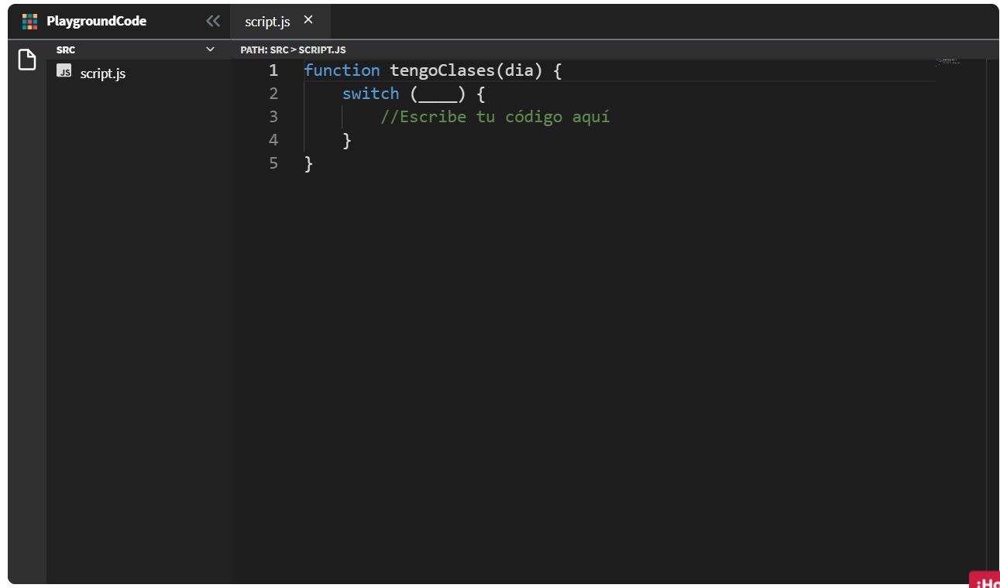 PlaygroundCode
script.js
SRC
PATH: SRC > SCRIPT.JS
JS script.js
1 function tengoClases(dia) {
2 switch (____) {
3 //Escribe tu código aquí
4 }
5 }